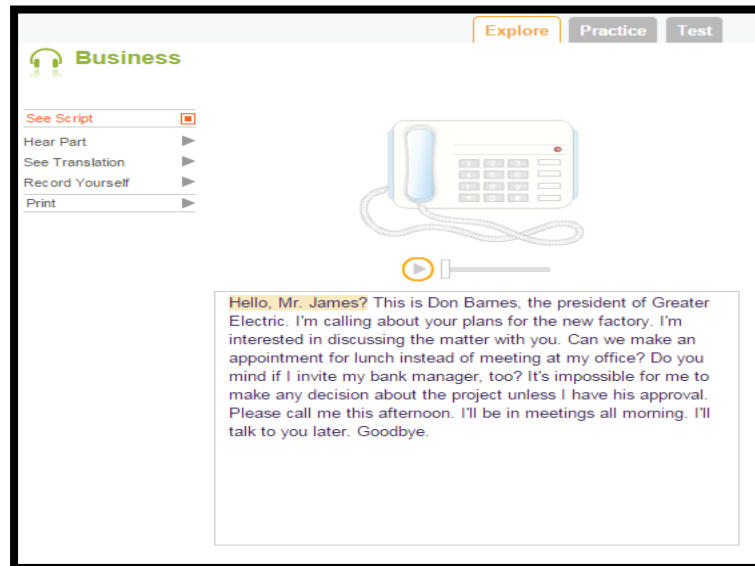 Explore Practice Test
Business
See Script
Hear Part
See Translation
Record Yourself
Print
Hello, Mr. James? This is Don Barnes, the president of Greater
Electric. I'm calling about your plans for the new factory. I'm
interested in discussing the matter with you. Can we make an
appointment for lunch instead of meeting at my office? Do you
mind if I invite my bank manager, too? It's impossible for me to
make any decision about the project unless I have his approval.
Please call me this afternoon. I'll be in meetings all morning. I'll
talk to you later. Goodbye.